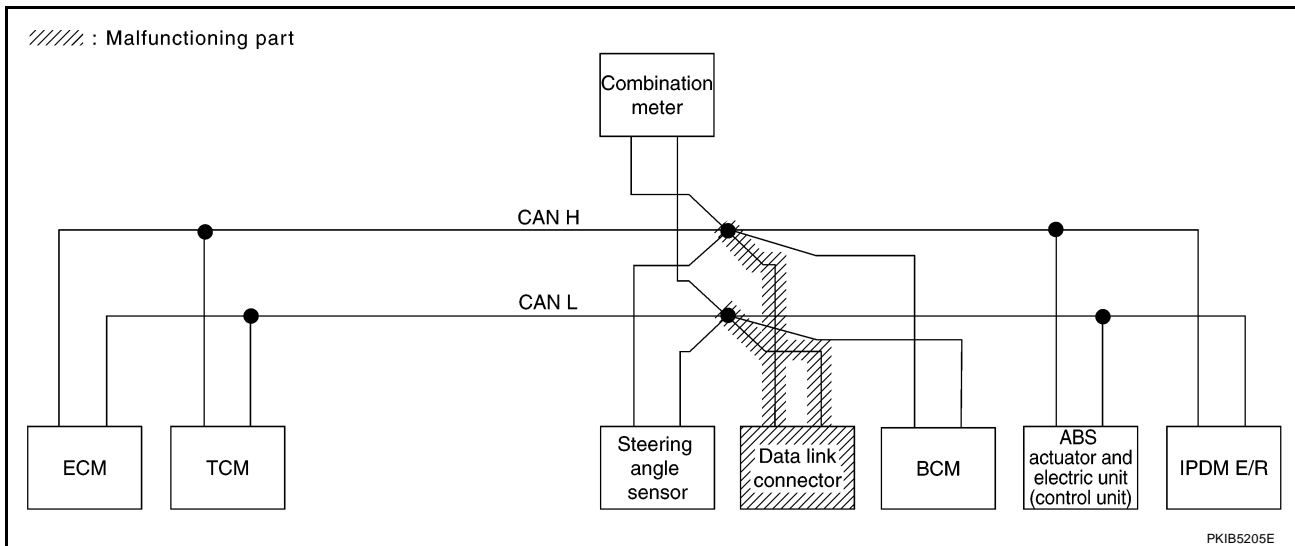 : Malfunctioning part
Combination
meter
CAN H
CAN L
ECM
TCM
Steering
angle
sensor
Data link
connector
BCM
ABS
actuator and
electric unit
(control unit)
IPDM E/R
PKIB5205E